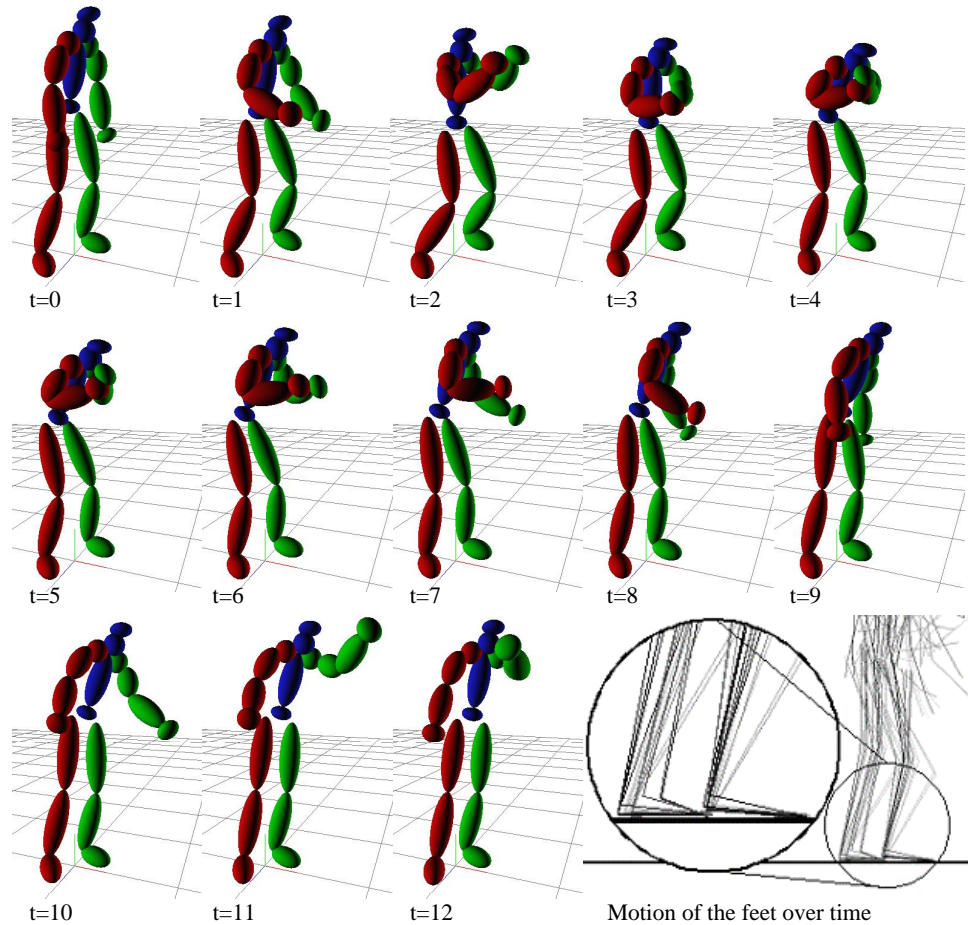 t=0
t=1
t=2
t=3
t=4
t=5
t=6
t=7
t=8
t=9
t=10
t=11
t=12
Motion of the feet over time